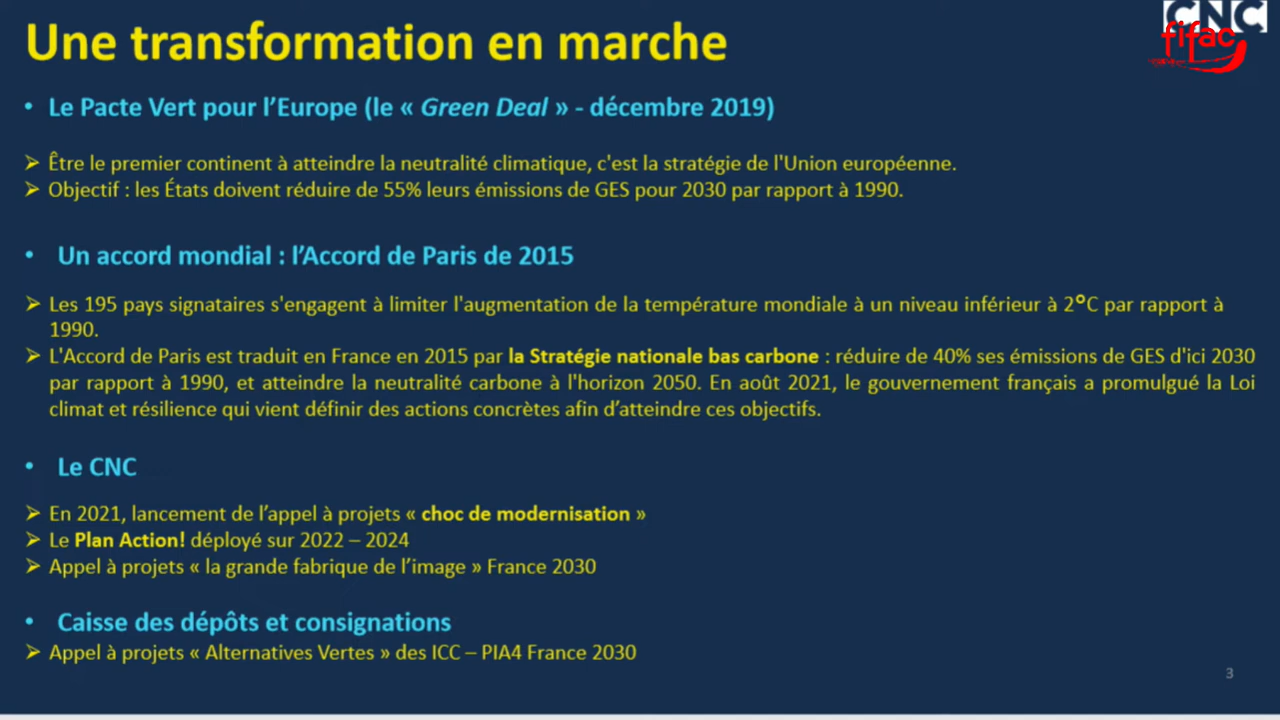 Une transformation en marche
CNC
fifac
• Le Pacte Vert pour l’Europe (le « Green Deal » - décembre 2019)
➢ Être le premier continent à atteindre la neutralité climatique, c'est la stratégie de l'Union européenne.
➢ Objectif : les États doivent réduire de 55% leurs émissions de GES pour 2030 par rapport à 1990.
• Un accord mondial : l’Accord de Paris de 2015
➢ Les 195 pays signataires s'engagent à limiter l'augmentation de la température mondiale à un niveau inférieur à 2°C par rapport à
1990.
➢ L'Accord de Paris est traduit en France en 2015 par la Stratégie nationale bas carbone : réduire de 40% ses émissions de GES d'ici 2030
par rapport à 1990, et atteindre la neutralité carbone à l'horizon 2050. En août 2021, le gouvernement français a promulgué la Loi
climat et résilience qui vient définir des actions concrètes afin d’atteindre ces objectifs.
• Le CNC
➢ En 2021, lancement de l’appel à projets « choc de modernisation »
➢ Le Plan Action! déployé sur 2022 – 2024
➢ Appel à projets « la grande fabrique de l’image » France 2030
• Caisse des dépôts et consignations
➢ Appel à projets « Alternatives Vertes » des ICC – PIA4 France 2030
3